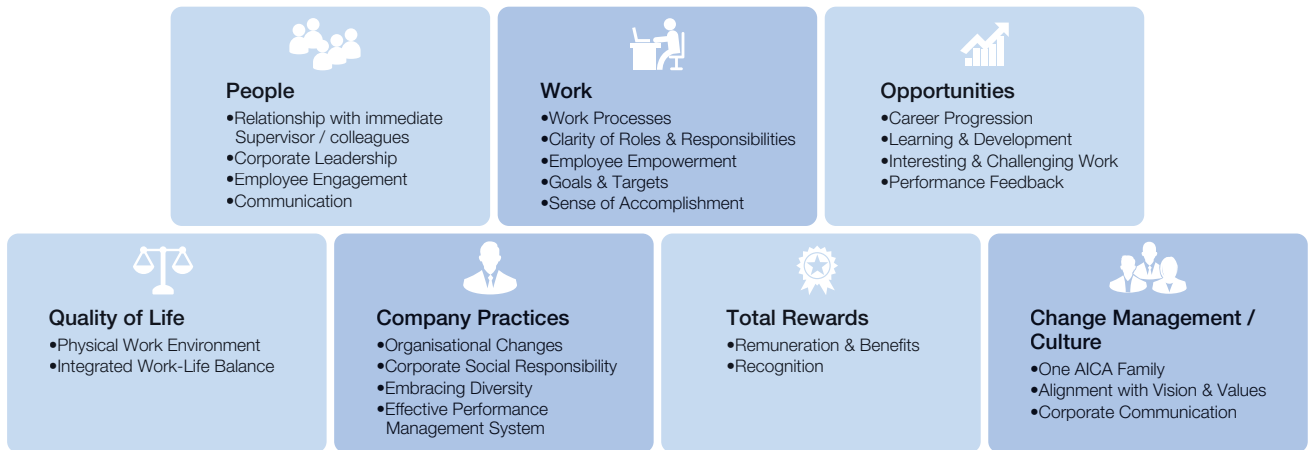 People
•Relationship with immediate
Supervisor / colleagues
•Corporate Leadership
•Employee Engagement
•Communication
Work
•Work Processes
•Clarity of Roles & Responsibilities
•Employee Empowerment
•Goals & Targets
•Sense of Accomplishment
Opportunities
•Career Progression
•Learning & Development
•Interesting & Challenging Work
•Performance Feedback
Quality of Life
•Physical Work Environment
•Integrated Work-Life Balance
Company Practices
•Organisational Changes
•Corporate Social Responsibility
•Embracing Diversity
•Effective Performance
Management System
Total Rewards
•Remuneration & Benefits
•Recognition
Change Management /
Culture
•One AICA Family
•Alignment with Vision & Values
•Corporate Communication